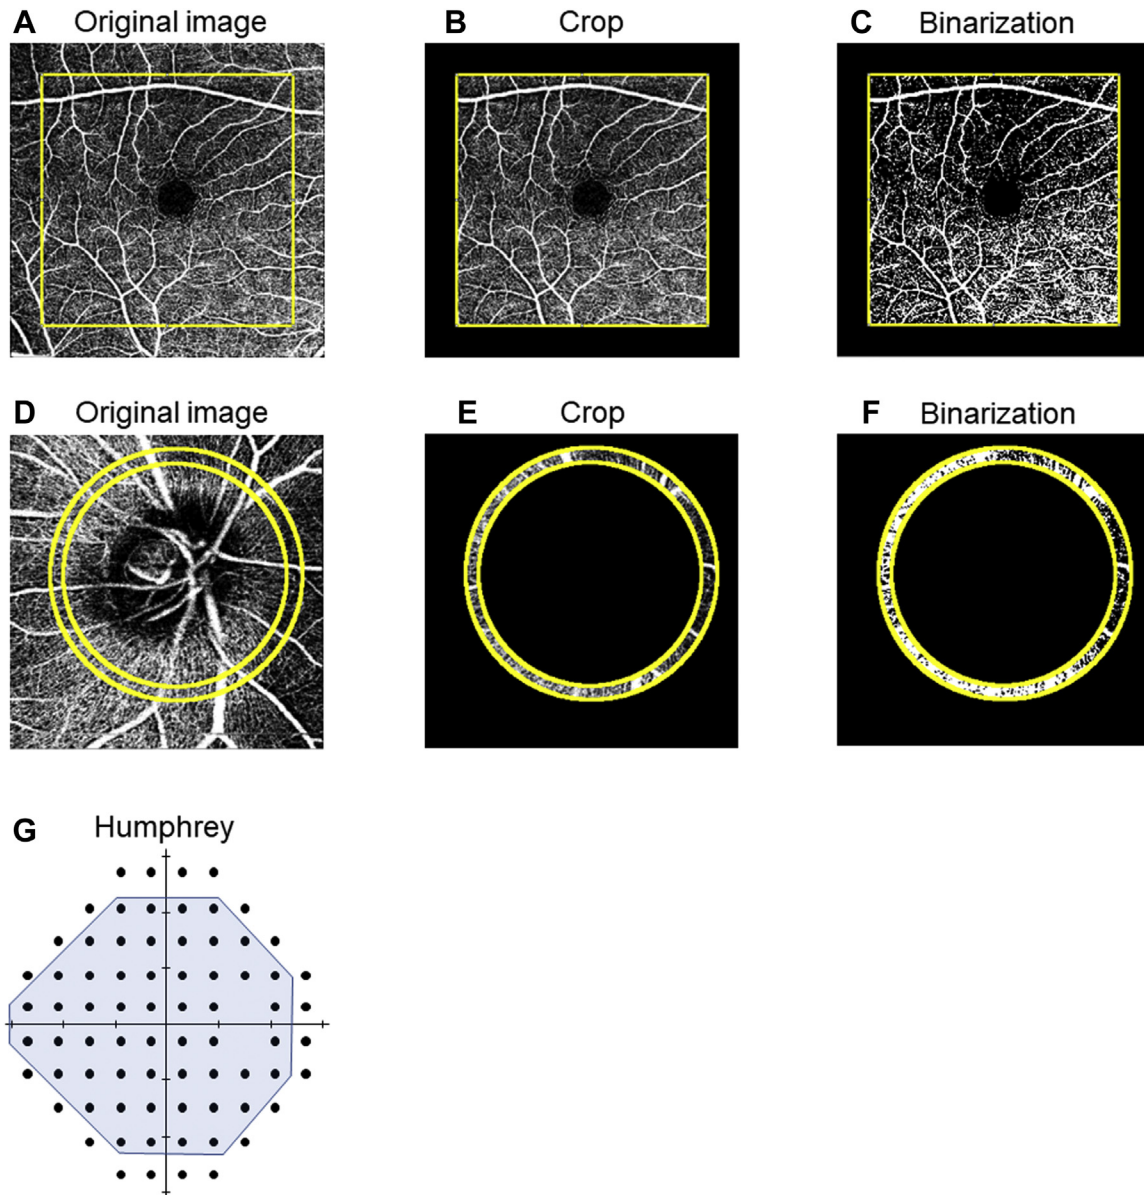 A Original image
B Crop
C Binarization
D Original image
E Crop
F Binarization
G Humphrey